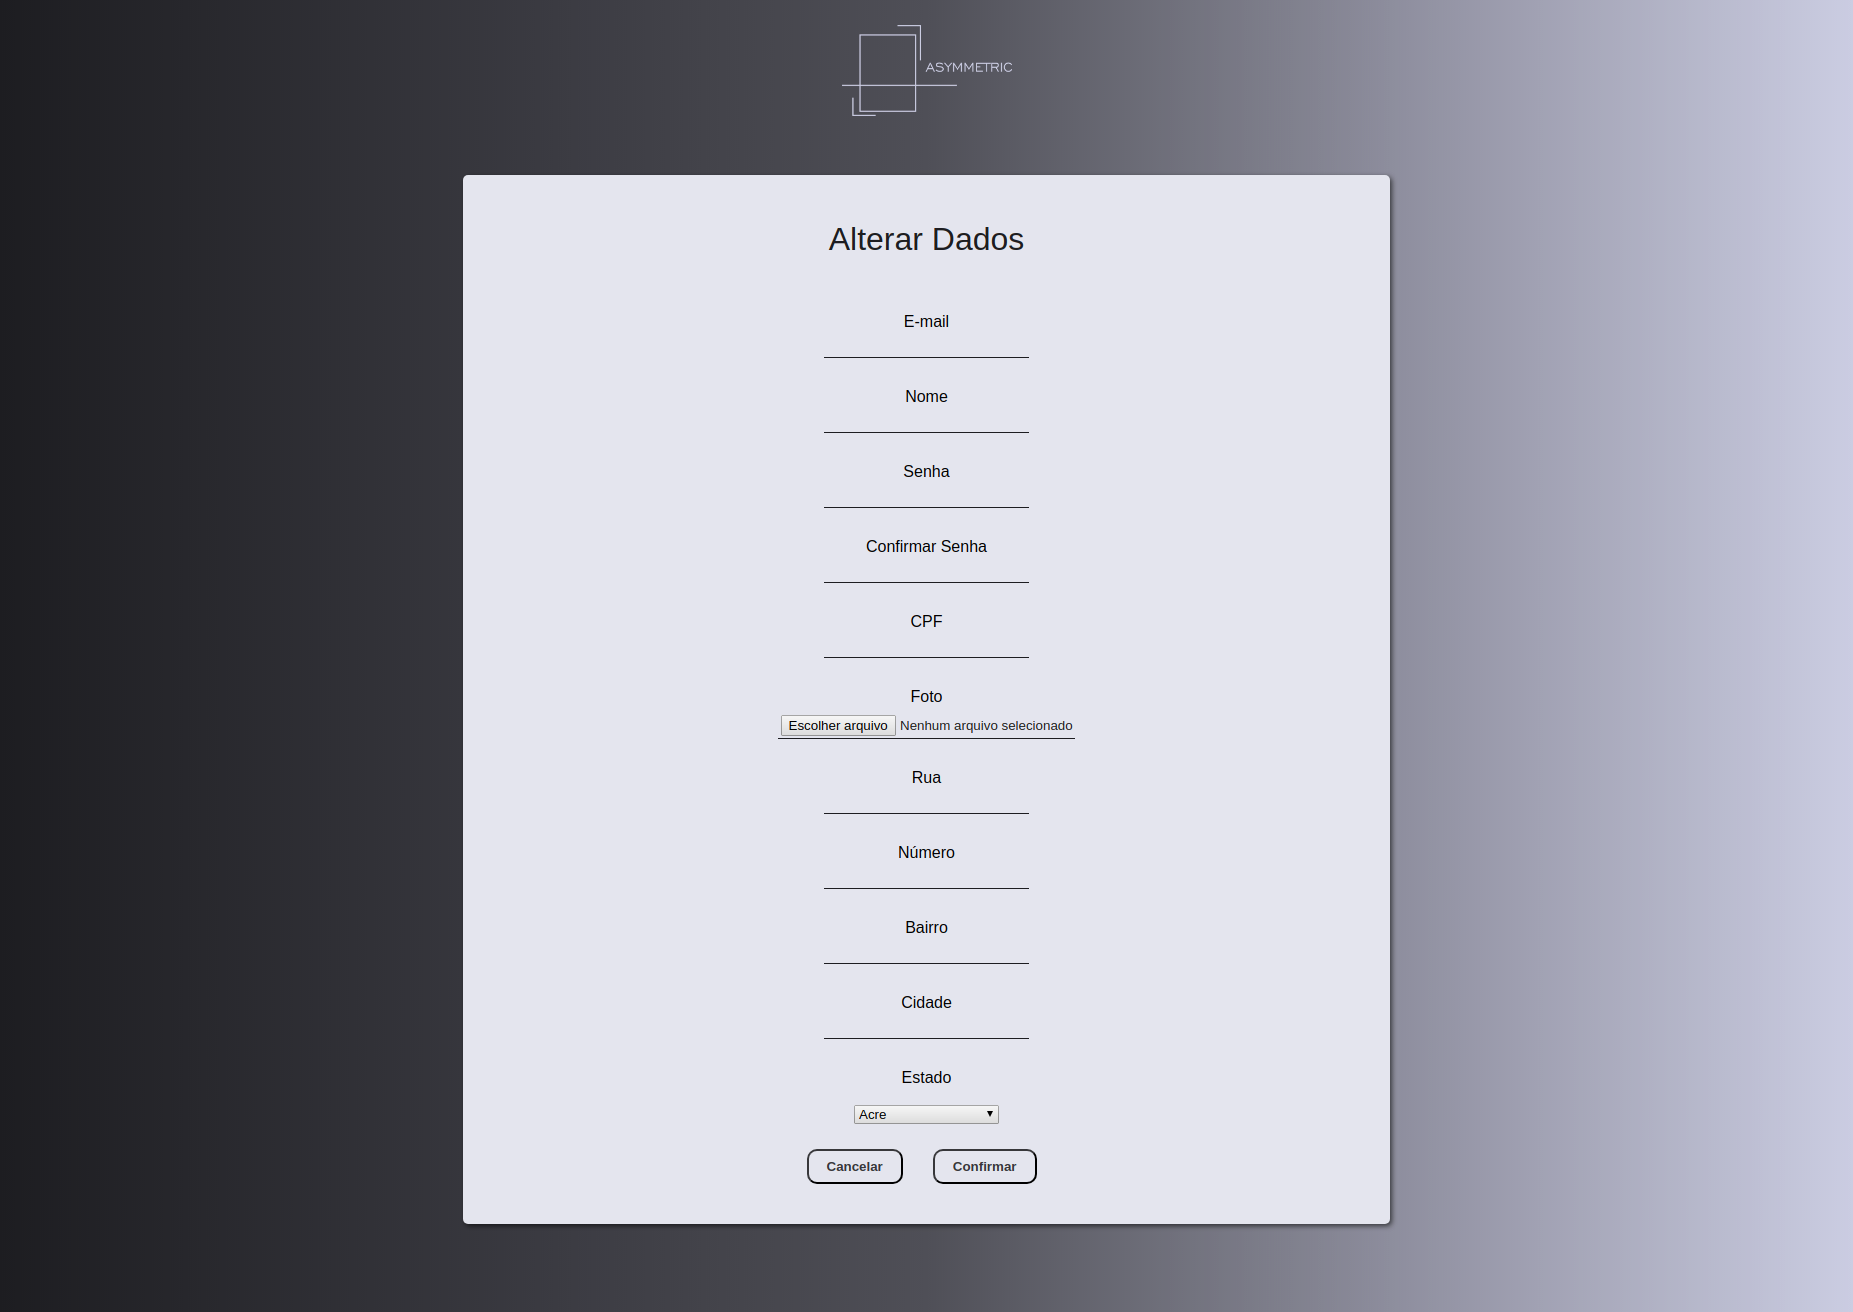 ASYMMETRIC
Alterar Dados
E-mail
Nome
Senha
Confirmar Senha
CPF
Foto
Escolher arquivo Nenhum arquivo selecionado
Rua
Número
Bairro
Cidade
Estado
Acre
Cancelar Confirmar